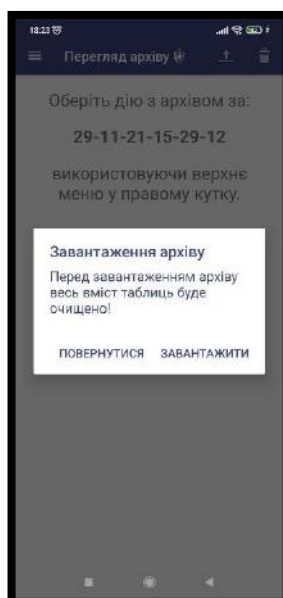 18:23
Перегляд архіву
Оберіть дію з архівом за:
29-11-21-15-29-12
використовуючи верхнє
меню у правому кутку.
Завантаження архіву
Перед завантаженням архіву
весь вміст таблиць буде
очищено!
ПОВЕРНУТИСЯ ЗАВАНТАЖИТИ